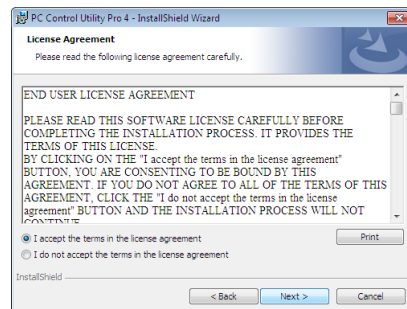 PC Control Utility Pro 4 - InstallShield Wizard
License Agreement
Please read the following license agreement carefully.
END USER LICENSE AGREEMENT
PLEASE READ THIS SOFTWARE LICENSE CAREFULLY BEFORE
COMPLETING THE INSTALLATION PROCESS. IT PROVIDES THE
TERMS OF THIS LICENSE.
BY CLICKING ON THE "I accept the terms in the license agreement"
BUTTON, YOU ARE CONSENTING TO BE BOUND BY THIS
AGREEMENT. IF YOU DO NOT AGREE TO ALL OF THE TERMS OF THIS
AGREEMENT, CLICK THE "I do not accept the terms in the license
agreement" BUTTON AND THE INSTALLATION PROCESS WILL NOT
CONTINUE
I accept the terms in the license agreement
Print
I do not accept the terms in the license agreement
InstallShield
< Back
Next >
Cancel